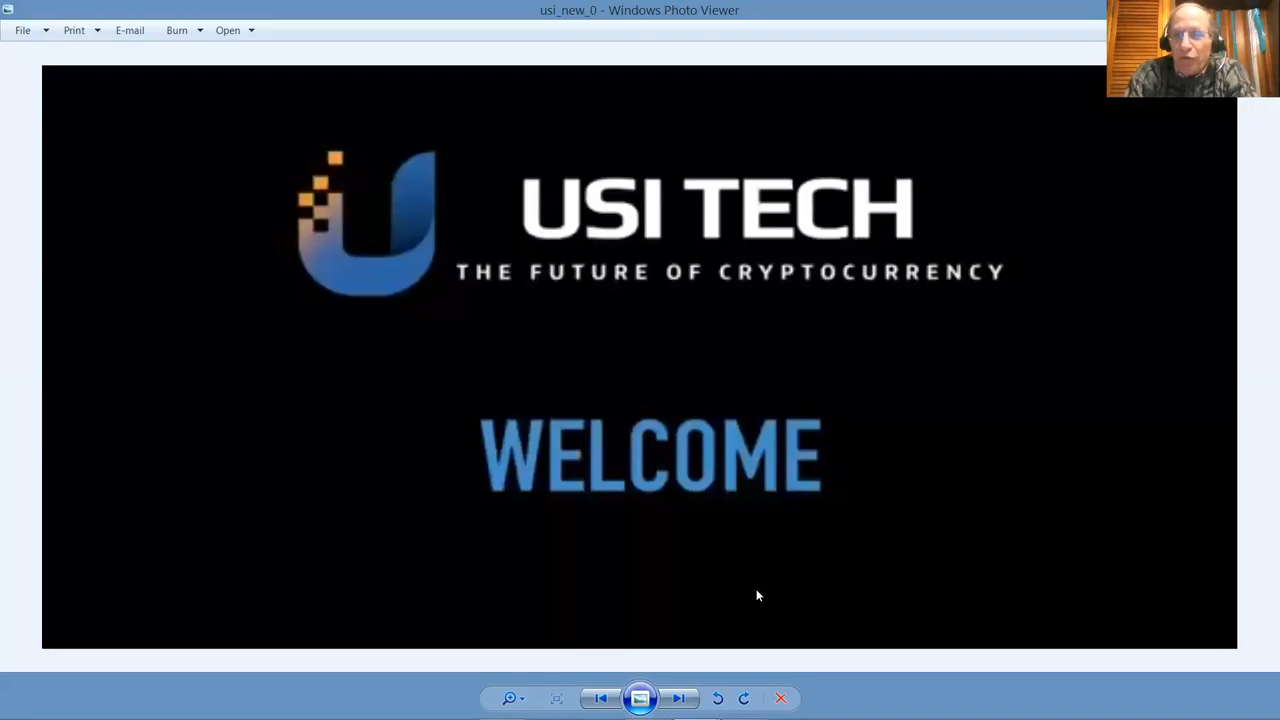 usi_new_0 - Windows Photo Viewer
File Print E-mail Burn Open
USI TECH
THE FUTURE OF CRYPTOCURRENCY
WELCOME